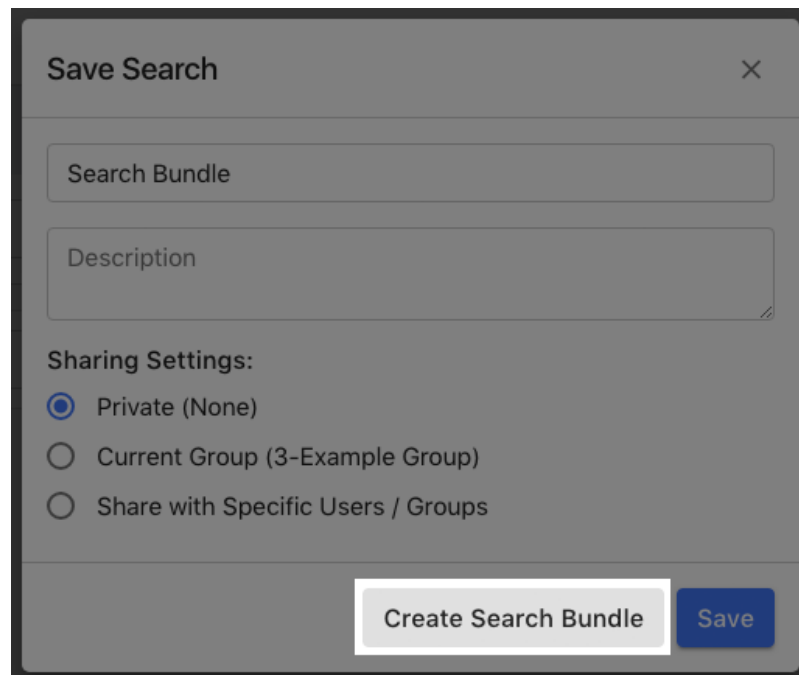 Save Search
Search Bundle
Description
Sharing Settings:
Private (None)
Current Group (3-Example Group)
Share with Specific Users / Groups
Create Search Bundle
Save